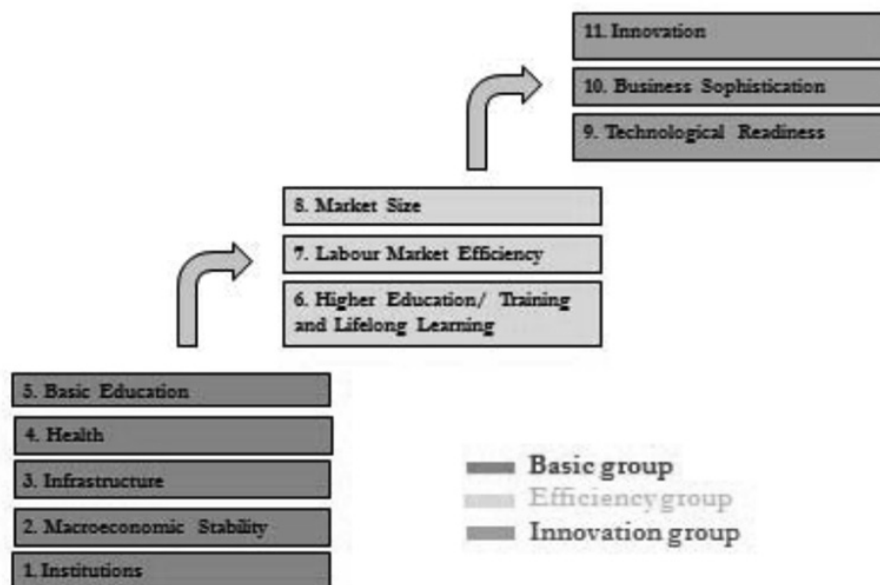 11. Innovation
10. Business Sophistication
9. Technological Readiness
8. Market Size
7. Labour Market Efficiency
6. Higher Education/ Training
and Lifelong Learning
5. Basic Education
4. Health
3. Infrastructure
2. Macroeconomic Stability
1. Institutions
Basic group
Efficiency group
Innovation group